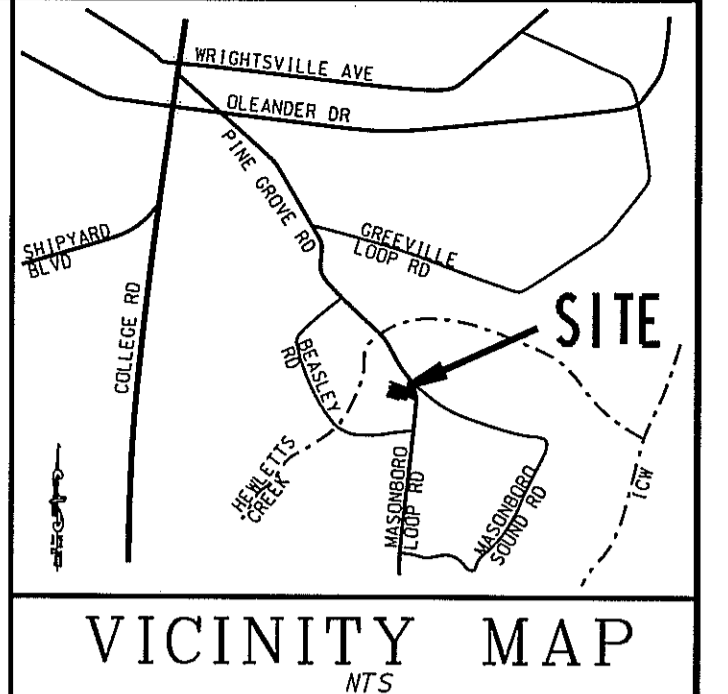 WRIGHTSVILLE AVE
OLEANDER DR
PINE GROVE RD
GREEVILLE
LOOP RD
SHIPYARD
BLVD
COLLEGE RD
SITE
BEASLEY
RD
HEWLETTS
CREEK
MASONBORO
LOOP RD
MASONBORO
SOUND RD
ICW
VICINITY MAP
NTS